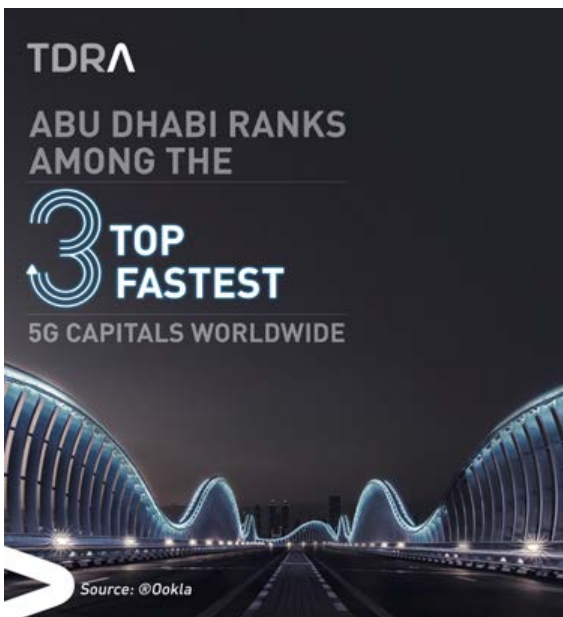 TDRA
ABU DHABI RANKS
AMONG THE
3 TOP
FASTEST
5G CAPITALS WORLDWIDE
Source: ®Ookla